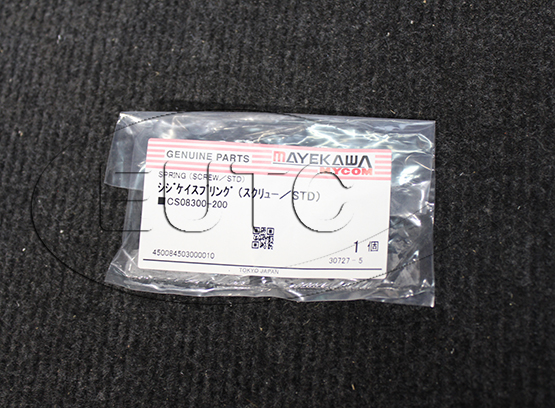 GENUINE PARTS
MAYEKAWA
MYCOM
SPRING (SCREW/STD)
シジケイスプリング (スクリュー/STD)
■CS08300-200
1 個
450084503000010
30727-5
TOKYO JAPAN
EUTC